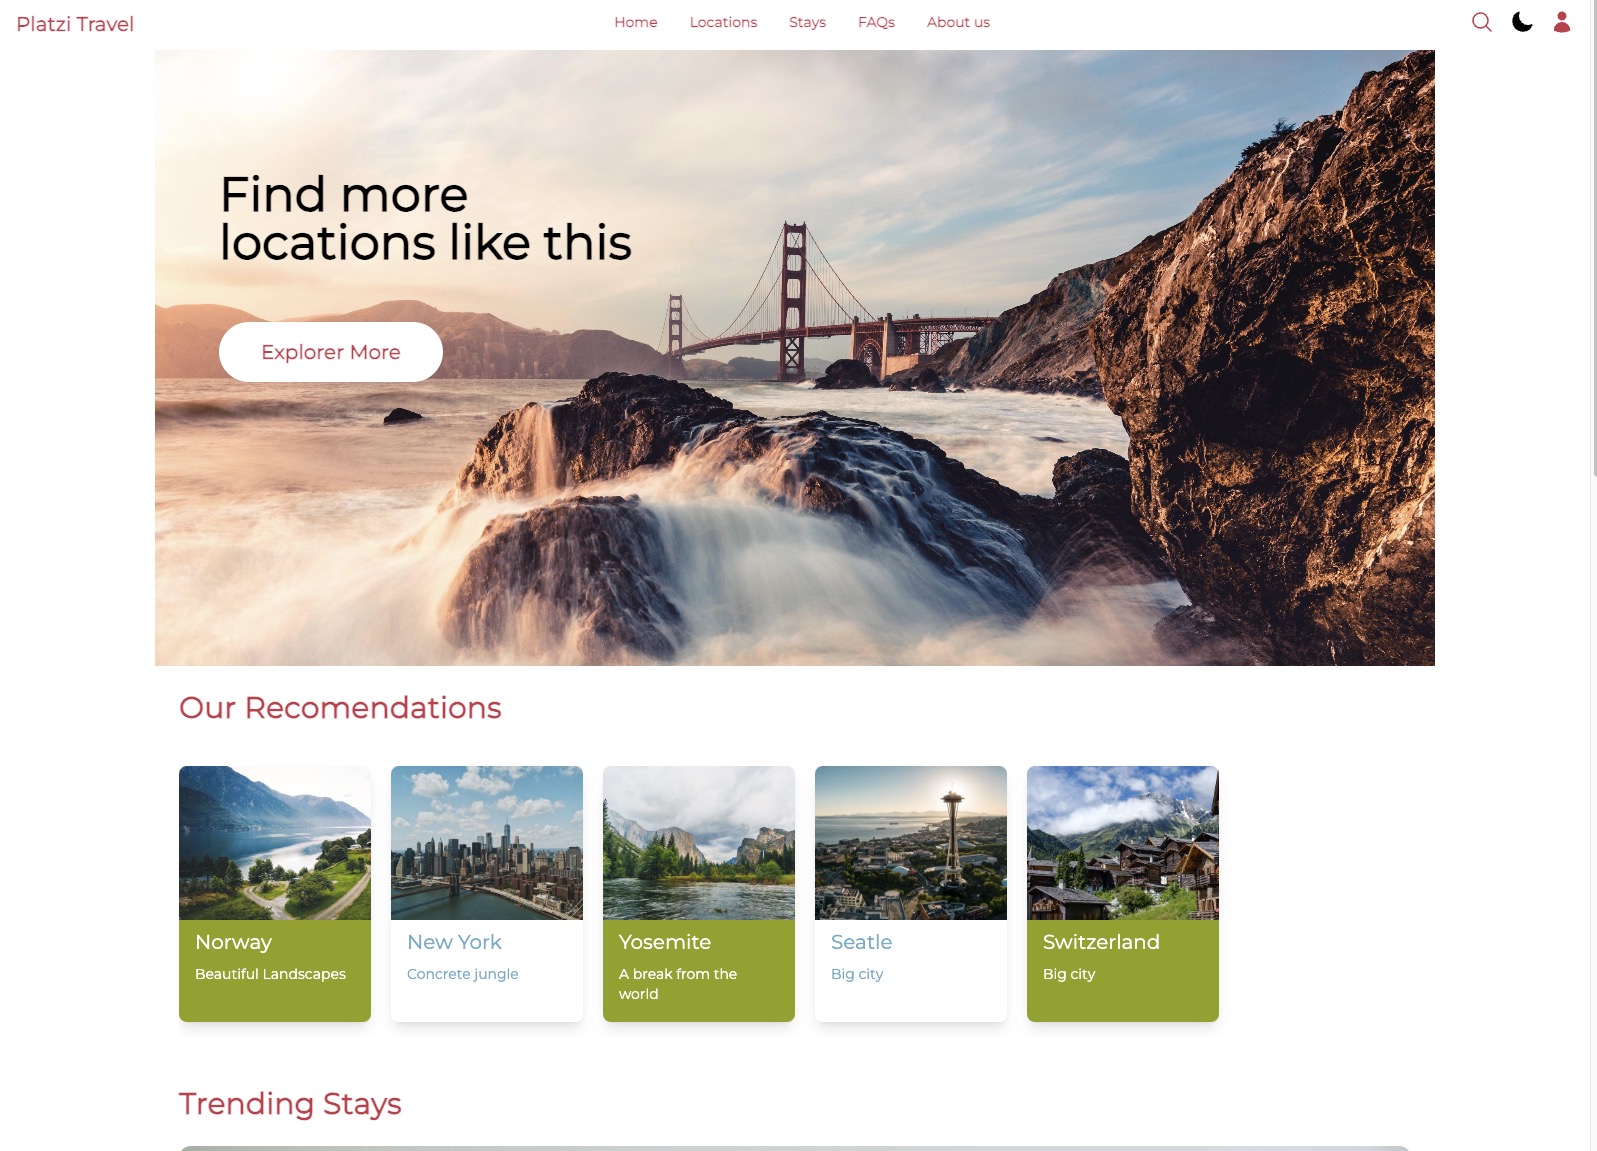 Platzi Travel
Home
Locations
Stays
FAQs
About us
Find more
locations like this
Explorer More
Our Recomendations
Norway
Beautiful Landscapes
New York
Concrete jungle
Yosemite
A break from the
world
Seatle
Big city
Switzerland
Big city
Trending Stays